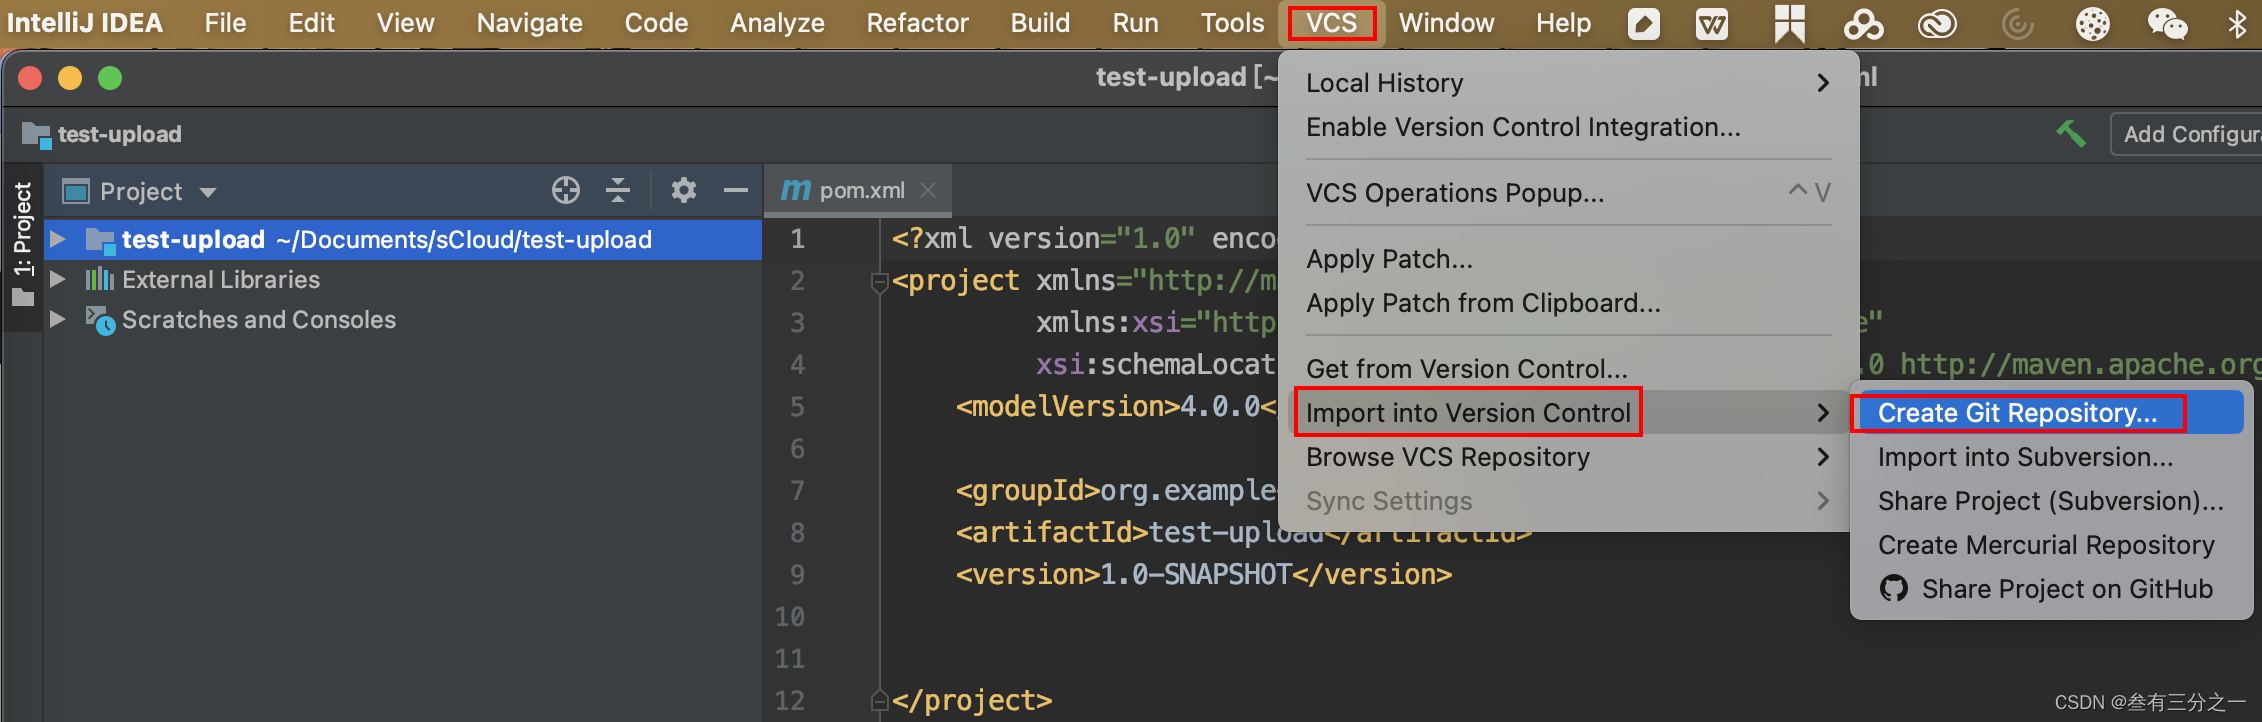 IntelliJ IDEA File Edit View Navigate Code Analyze Refactor Build Run Tools VCS Window Help
test-upload [~
ml
test-upload
Add Configura
1: Project
Project
test-upload ~/Documents/sCloud/test-upload
External Libraries
Scratches and Consoles
m pom.xml
1 <?xml version="1.0" enco
2 <project xmlns="http://m
3 xmlns:xsi="http e"
4 xsi:schemaLocat .0 http://maven.apache.org
5 <modelVersion>4.0.0<
6
7 <groupId>org.example
8 <artifactId>test-upload</artifactId>
9 <version>1.0-SNAPSHOT</version>
10
11
12 </project>
Local History
Enable Version Control Integration...
VCS Operations Popup... ^V
Apply Patch...
Apply Patch from Clipboard...
Get from Version Control...
Import into Version Control
Browse VCS Repository
Sync Settings
Create Git Repository...
Import into Subversion...
Share Project (Subversion)...
Create Mercurial Repository
Share Project on GitHub
CSDN @叁有三分之一